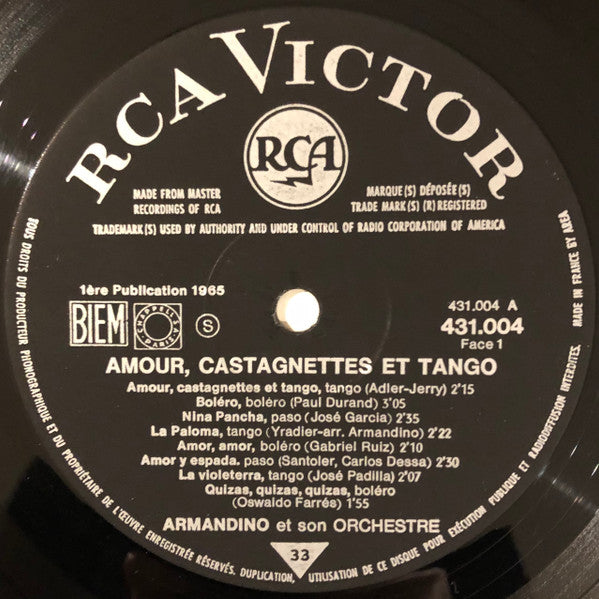 RCA VICTOR
RCA
MADE FROM MASTER
RECORDINGS OF RCA
MARQUE(S) DÉPOSÉE(S)
TRADE MARK(S) (R) REGISTERED
TRADEMARK(S) USED BY AUTHORITY AND UNDER CONTROL OF RADIO CORPORATION OF AMERICA
1ère Publication 1965
BIEM
CHAPPELL S.A.
PARIS
S
431.004 A
431.004
Face 1
AMOUR, CASTAGNETTES ET TANGO
Amour, castagnettes et tango, tango (Adler-Jerry) 2'15
Boléro, boléro (Paul Durand) 3'05
Nina Pancha, paso (José Garcia) 2'35
La Paloma, tango (Yradier-arr. Armandino) 2'22
Amor, amor, boléro (Gabriel Ruiz) 2'10
Amor y espada. paso (Santoler, Carlos Dessa) 2'30
La violeterra, tango (José Padilla) 2'07
Quizas, quizas, quizas, boléro
(Oswaldo Farrés) 1'55
ARMANDINO et son ORCHESTRE
33
TOUS DROITS DU PRODUCTEUR PHONOGRAPHIQUE ET DU PROPRIÉTAIRE DE L'ŒUVRE ENREGISTRÉE RÉSERVÉS. DUPLICATION, UTILISATION DE CE DISQUE POUR EXÉCUTION PUBLIQUE ET RADIODIFFUSION INTERDITES.
MADE IN FRANCE BY AREA